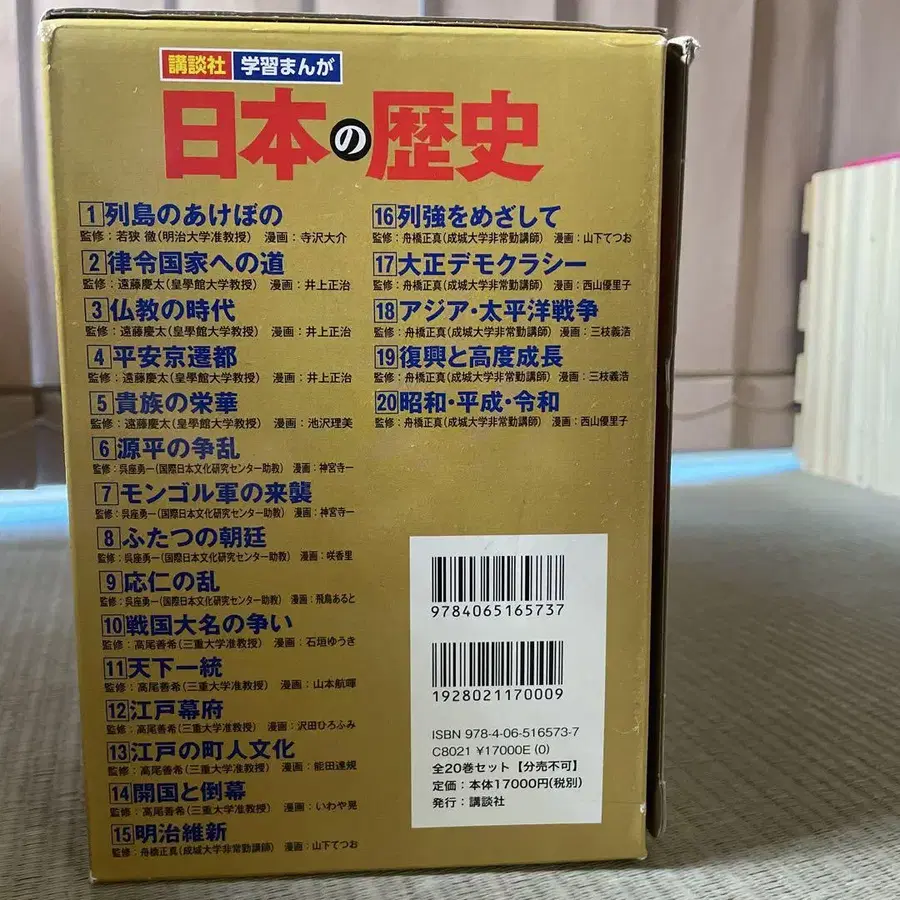 講談社 学習まんが
日本の歴史
1 列島のあけぼの
監修：若狭 徹(明治大学准教授) 漫画：寺沢大介
2 律令国家への道
監修：遠藤慶太(皇學館大学教授) 漫画：井上正治
3 仏教の時代
監修：遠藤慶太(皇學館大学教授) 漫画：井上正治
4 平安京遷都
監修：遠藤慶太(皇學館大学教授) 漫画：井上正治
5 貴族の栄華
監修：遠藤慶太(皇學館大学教授) 漫画：池沢理美
6 源平の争乱
監修：呉座勇一(国際日本文化研究センター助教) 漫画：神宮寺一
7 モンゴル軍の来襲
監修：呉座勇一(国際日本文化研究センター助教) 漫画：神宮寺一
8 ふたつの朝廷
監修：呉座勇一(国際日本文化研究センター助教) 漫画：咲香里
9 応仁の乱
監修：呉座勇一(国際日本文化研究センター助教) 漫画：飛鳥あると
10 戦国大名の争い
監修：高尾善希(三重大学准教授) 漫画：石垣ゆうき
11 天下一統
監修：高尾善希(三重大学准教授) 漫画：山本航暉
12 江戸幕府
監修：高尾善希(三重大学准教授) 漫画：沢田ひろふみ
13 江戸の町人文化
監修：高尾善希(三重大学准教授) 漫画：能田達規
14 開国と倒幕
監修：高尾善希(三重大学准教授) 漫画：いわや晃
15 明治維新
監修：舟橋正真(成城大学非常勤講師) 漫画：山下てつお
16 列強をめざして
監修：舟橋正真(成城大学非常勤講師) 漫画：山下てつお
17 大正デモクラシー
監修：舟橋正真(成城大学非常勤講師) 漫画：西山優里子
18 アジア・太平洋戦争
監修：舟橋正真(成城大学非常勤講師) 漫画：三枝義浩
19 復興と高度成長
監修：舟橋正真(成城大学非常勤講師) 漫画：三枝義浩
20 昭和・平成・令和
監修：舟橋正真(成城大学非常勤講師) 漫画：西山優里子
9784065165737
1928021170009
ISBN 978-4-06-516573-7
C8021 ¥17000E (0)
全20巻セット【分売不可】
定価：本体17000円(税別)
発行：講談社